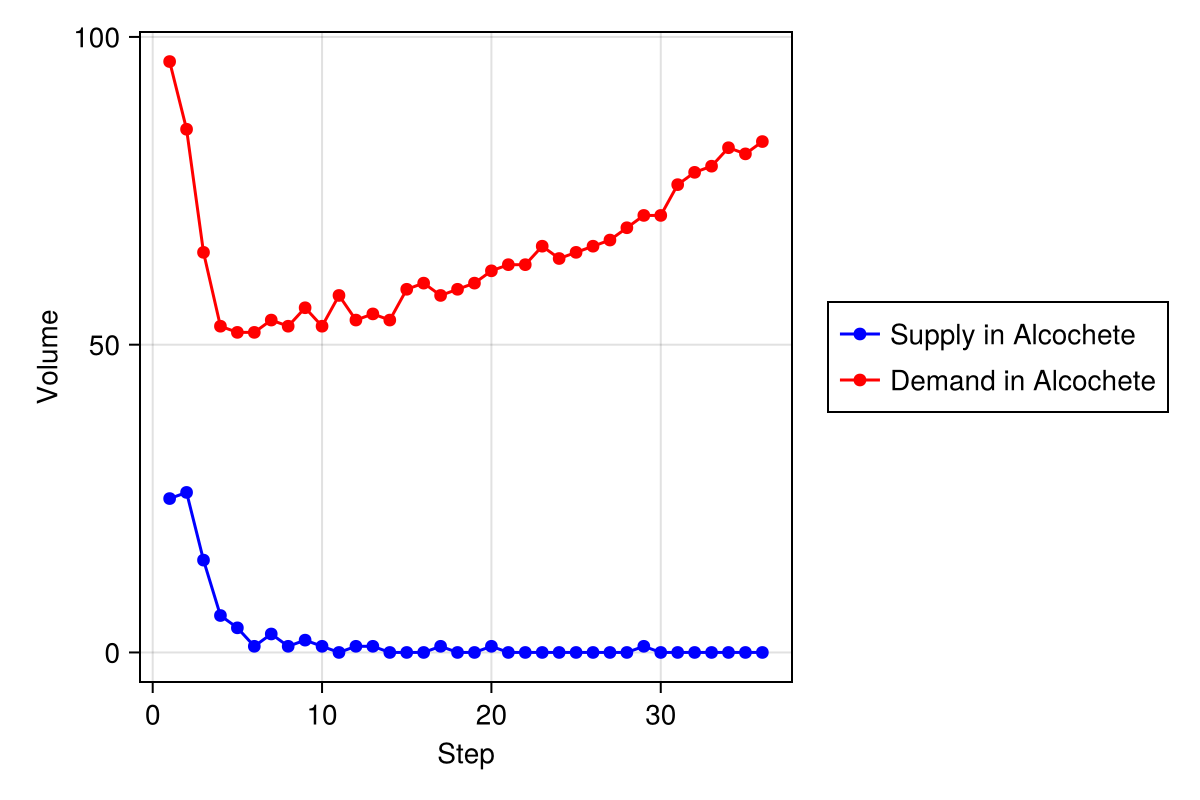 100
50
0
Volume
0 10 20 30
Step
Supply in Alcochete
Demand in Alcochete